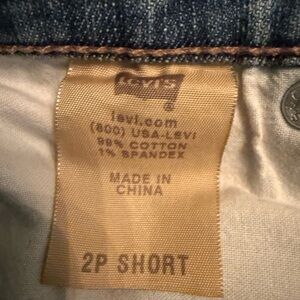 Levi's
®
levi.com
(800) USA-LEVI
99% COTTON
1% SPANDEX
MADE IN
CHINA
2P SHORT